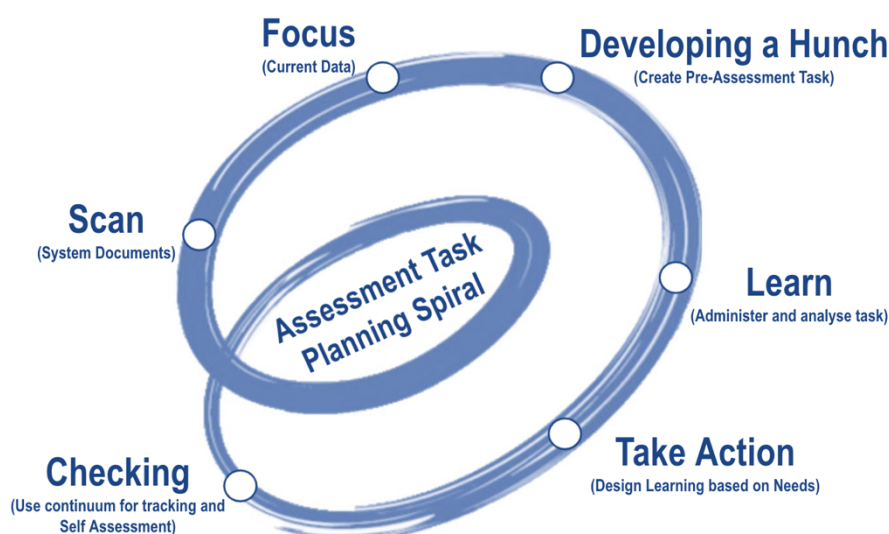 Focus
(Current Data)
Developing a Hunch
(Create Pre-Assessment Task)
Scan
(System Documents)
Assessment Task
Planning Spiral
Learn
(Administer and analyse task)
Take Action
(Design Learning based on Needs)
Checking
(Use continuum for tracking and
Self Assessment)